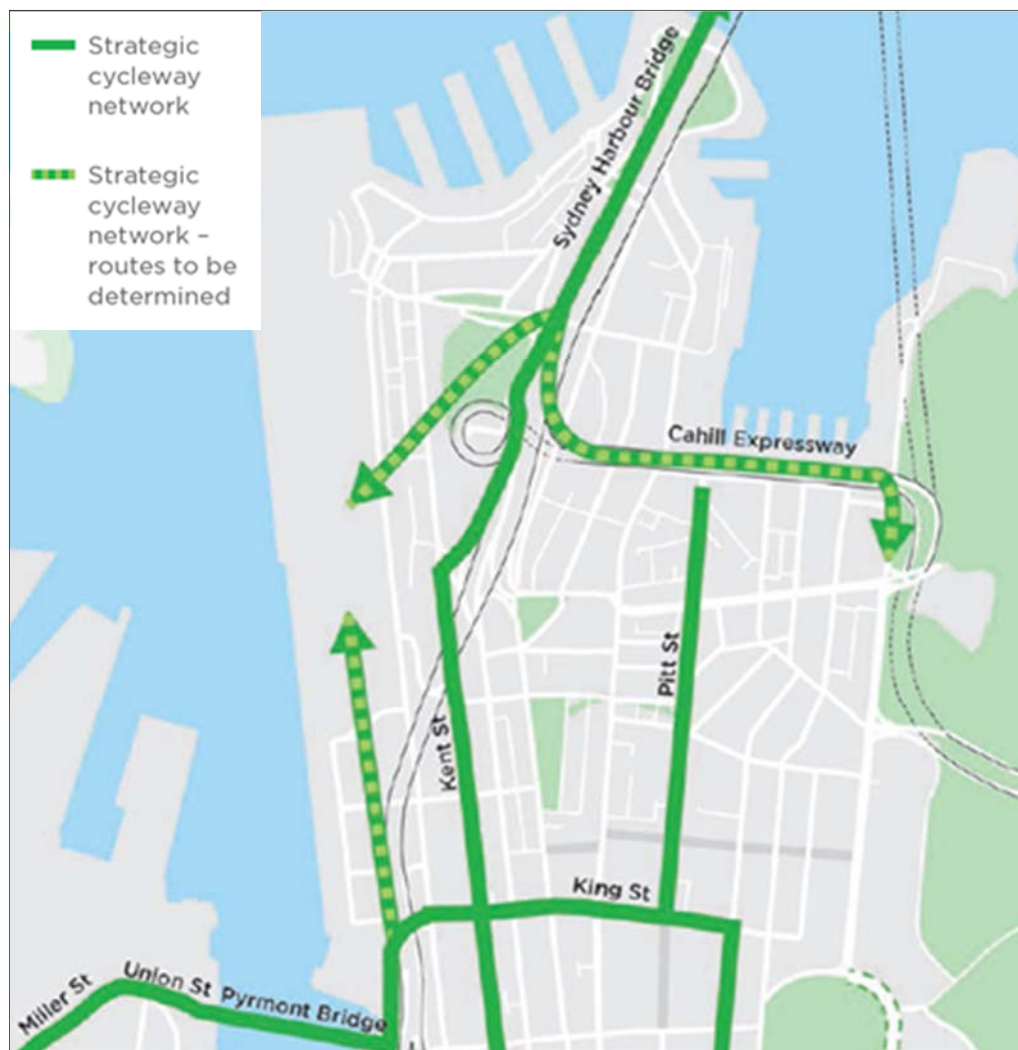 Strategic
cycleway
network
Strategic
cycleway
network –
routes to be
determined
Sydney Harbour Bridge
Cahill Expressway
Pitt St
Kent St
King St
Miller St
Union St
Pyrmont Bridge